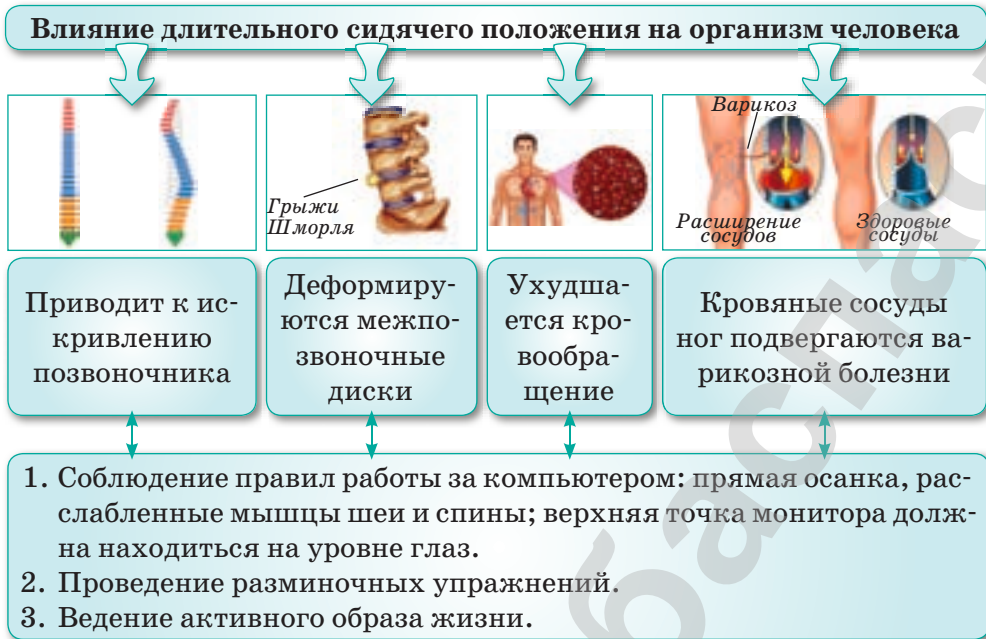 Влияние длительного сидячего положения на организм человека
Грыжи
Шморля
Варикоз
Расширение
сосудов
Здоровые
сосуды
Приводит к ис-
кривлению
позвоночника
Деформиру-
ются межпо-
звоночные
диски
Ухудша-
ется кро-
вообра-
щение
Кровяные сосуды
ног подвергаются ва-
рикозной болезни
1. Соблюдение правил работы за компьютером: прямая осанка, рас-
слабленные мышцы шеи и спины; верхняя точка монитора долж-
на находиться на уровне глаз.
2. Проведение разминочных упражнений.
3. Ведение активного образа жизни.
баспас